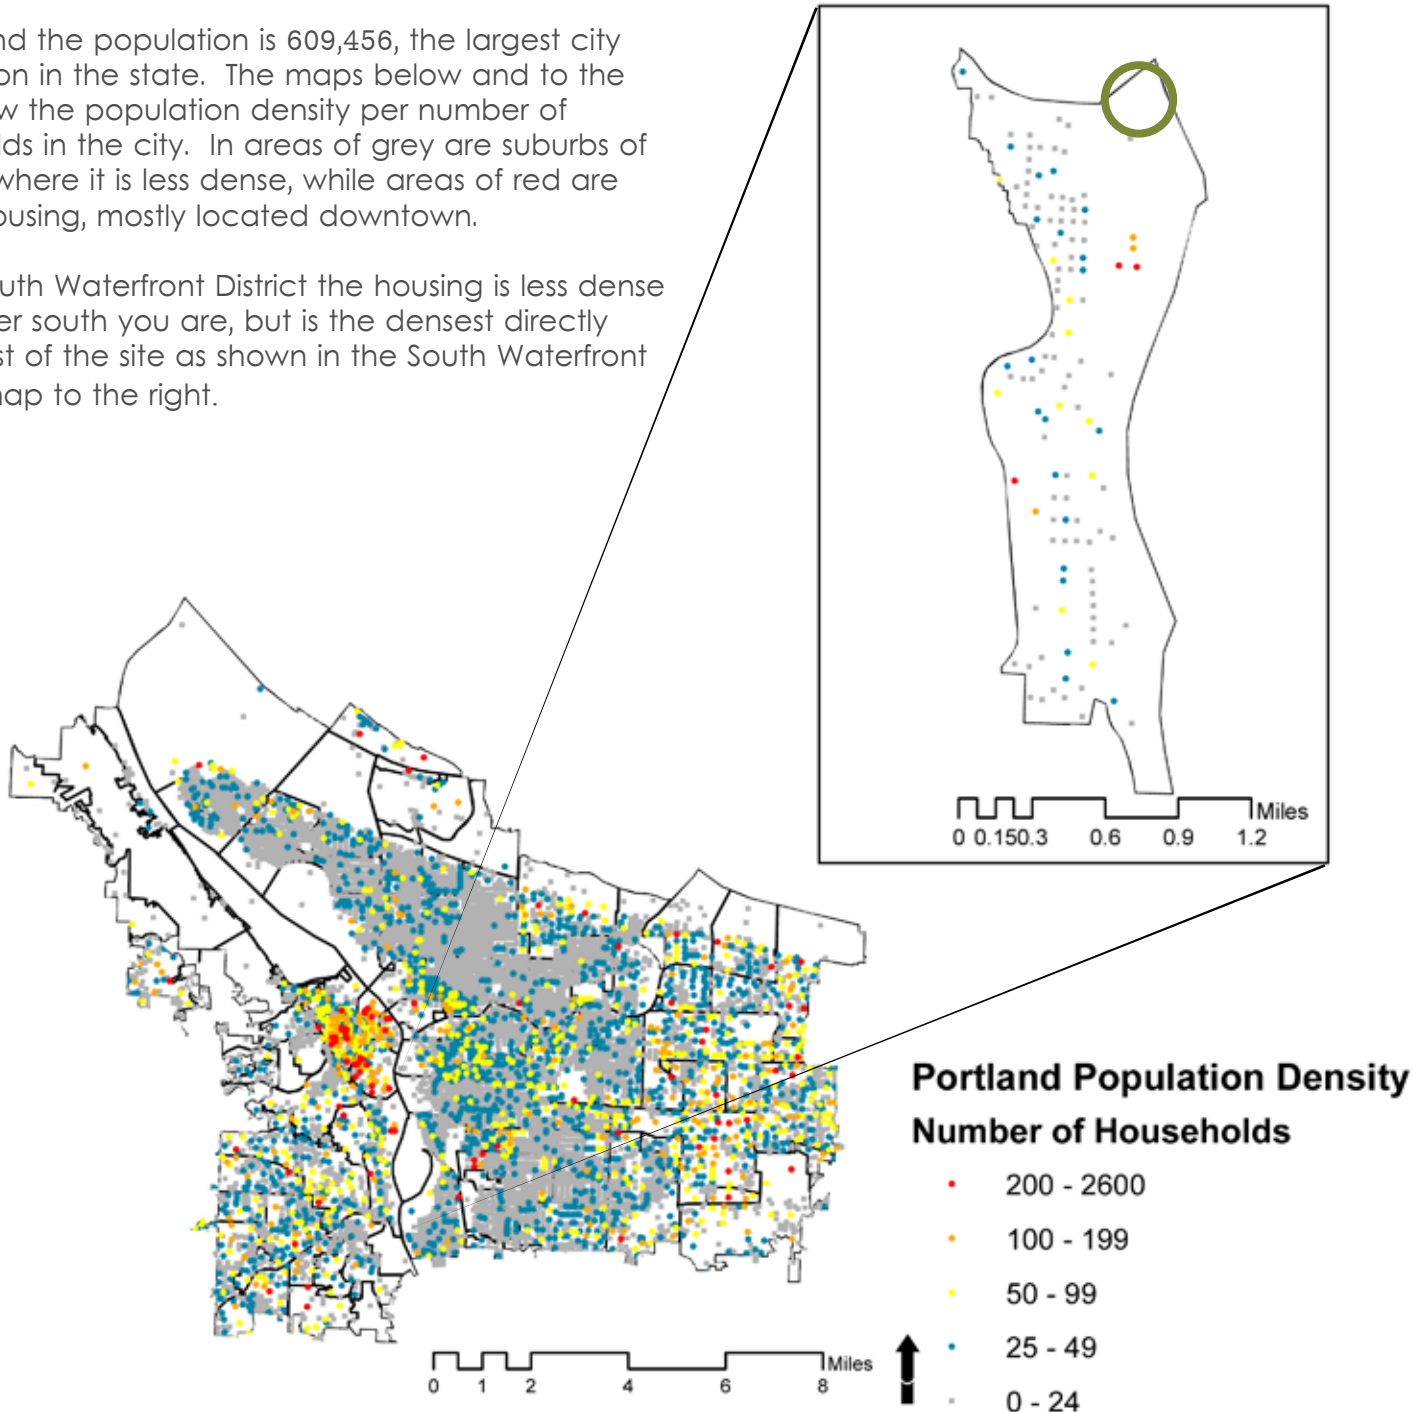 nd the population is 609,456, the largest city
on in the state. The maps below and to the
w the population density per number of
lds in the city. In areas of grey are suburbs of
where it is less dense, while areas of red are
ousing, mostly located downtown.
uth Waterfront District the housing is less dense
er south you are, but is the densest directly
st of the site as shown in the South Waterfront
nap to the right.
Miles
0 0.150.3 0.6 0.9 1.2
Portland Population Density
Number of Households
200 - 2600
100 - 199
50 - 99
25 - 49
0 - 24
Miles
0 1 2 4 6 8